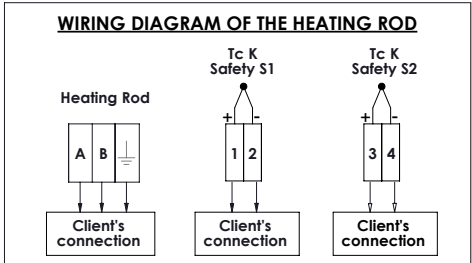 WIRING DIAGRAM OF THE HEATING ROD
Tc K
Safety S1
Tc K
Safety S2
Heating Rod
+ -
+ -
A B
1 2
3 4
Client's
connection
Client's
connection
Client's
connection